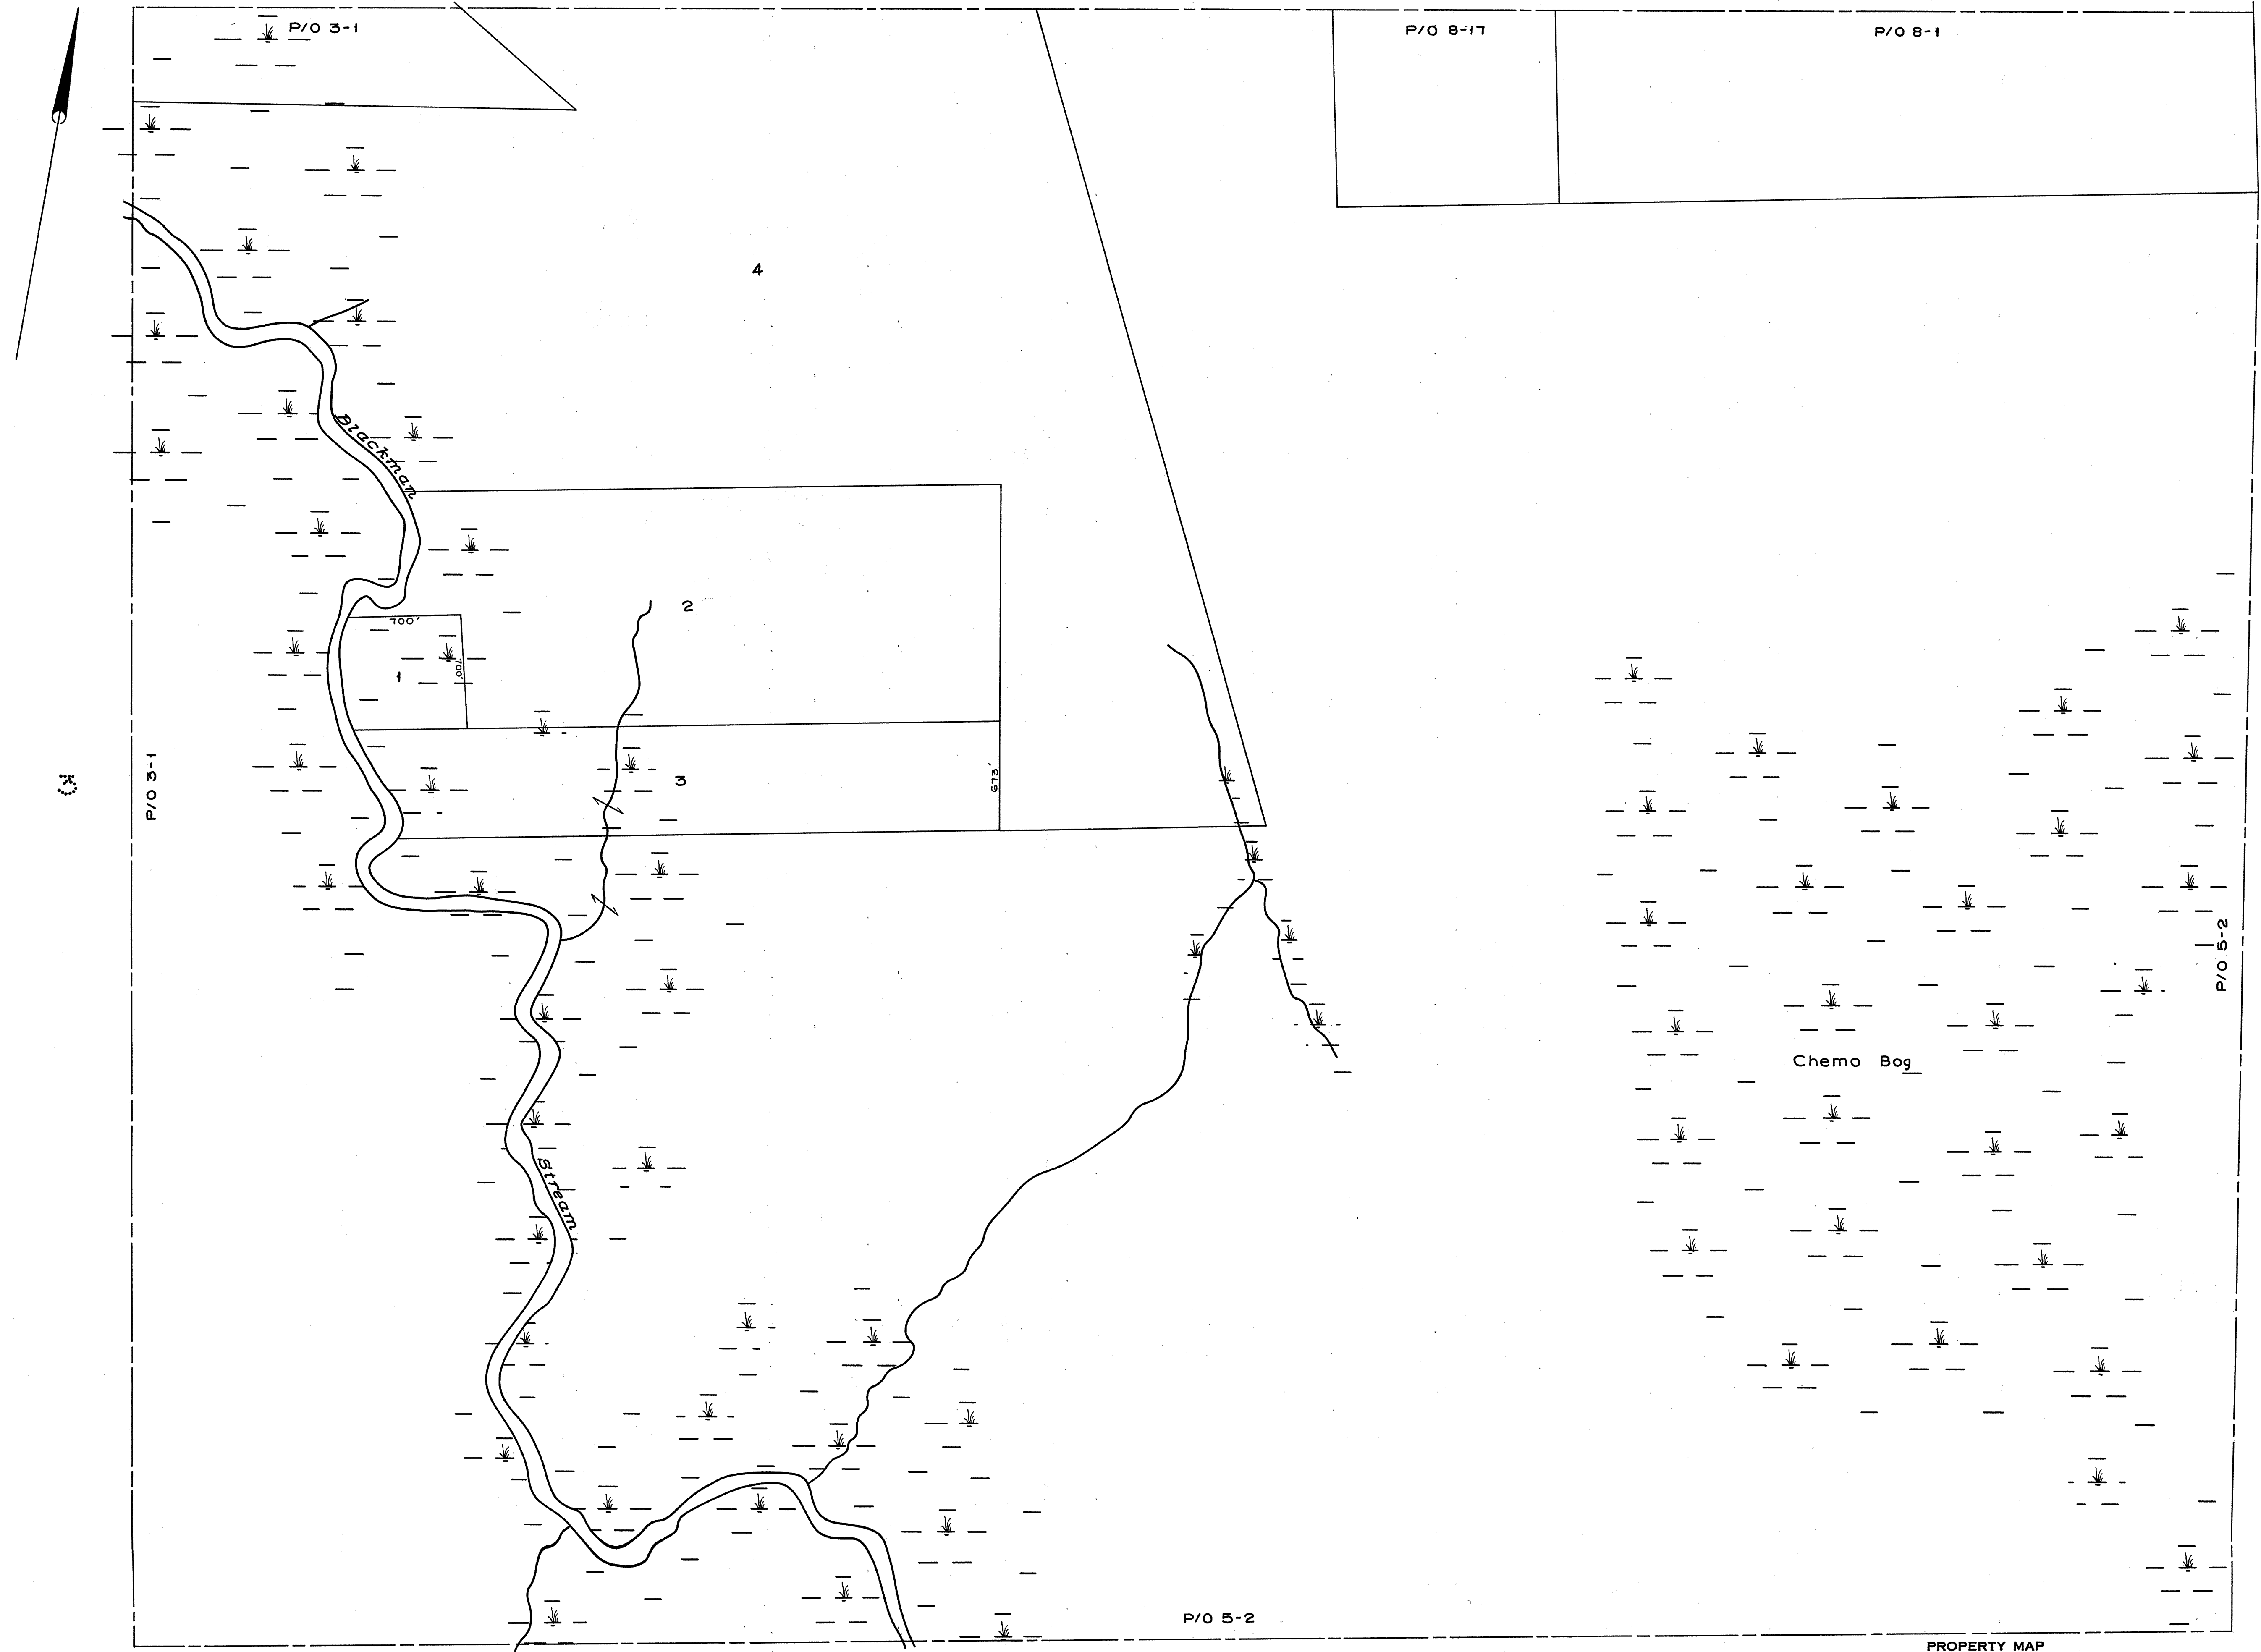 P/O 3-1
P/O 8-17
P/O 8-1
4
Blackman
2
700'
700'
1
3
673'
3
P/O 3-1
P/O 5-2
Chemo Bog
Stream
P/O 5-2
PROPERTY MAP